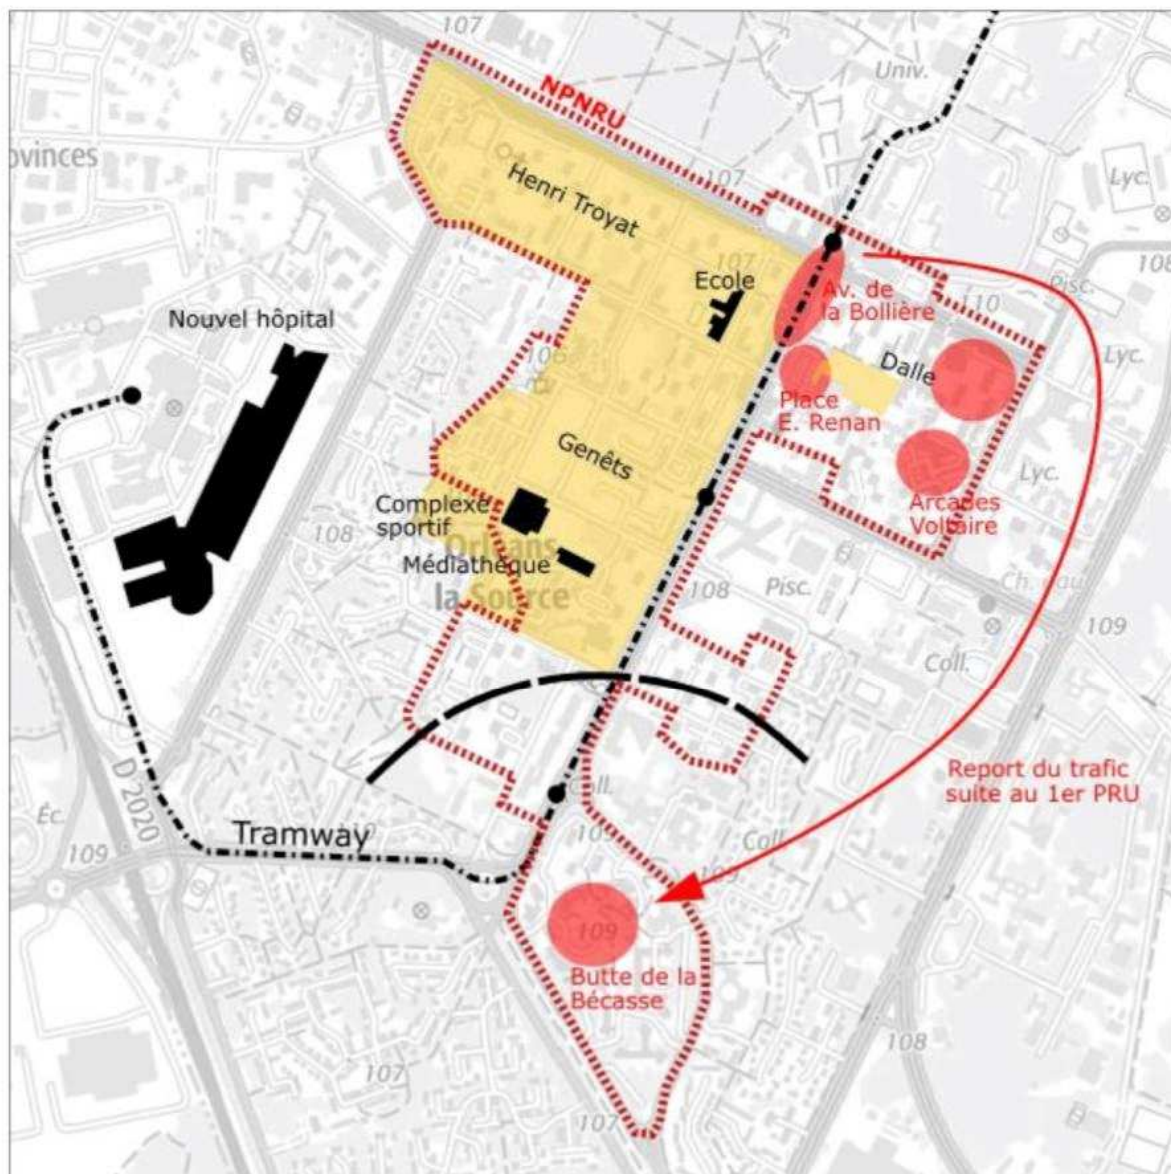 107
Univ.
NPNRU
ovinces
Lyc.
107
Henri Troyat
107
108
Ecole
Av. de
la Bollière
110
Pisc.
Nouvel hôpital
106
Dalle
Lyc.
Place
E. Renan
Genêts
Lyc.
Arcades
Voltaire
Complexe
sportif
108
Orléans
Médiathèque
la Source
108
Pisc.
109
Coll.
Report du trafic
suite au 1er PRU
D 2020
Coll.
Éc.
109
Tramway
109
Coll.
109
109
Butte de la
Bécasse
108
107
107